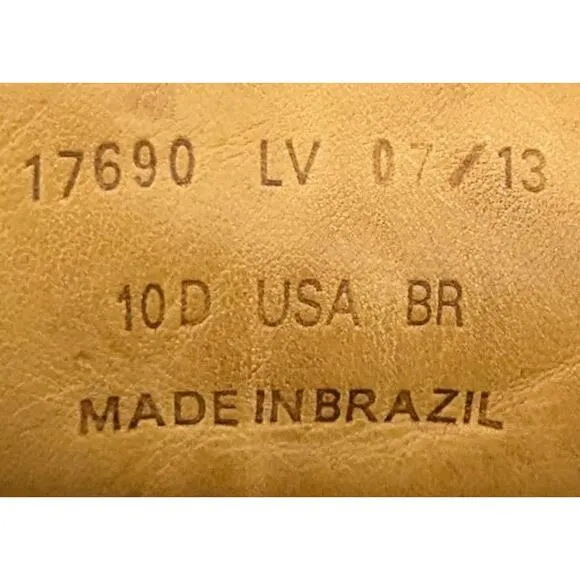 17690 LV 07/13
10D USA BR
MADE IN BRAZIL